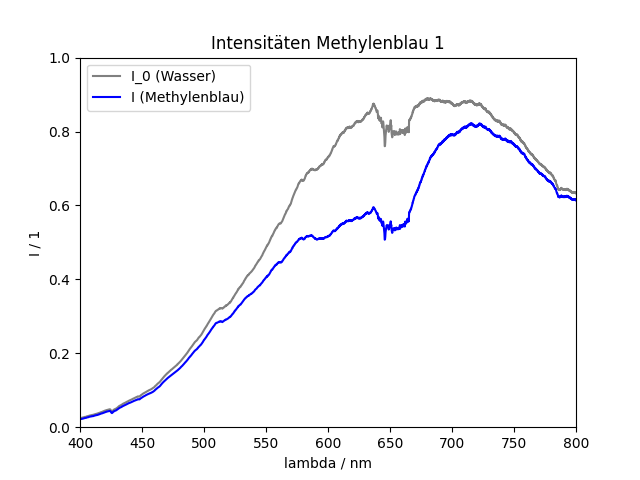 Intensitäten Methylenblau 1
I_0 (Wasser)
I (Methylenblau)
1.0
0.8
0.6
0.4
0.2
0.0
I / 1
400 450 500 550 600 650 700 750 800
lambda / nm